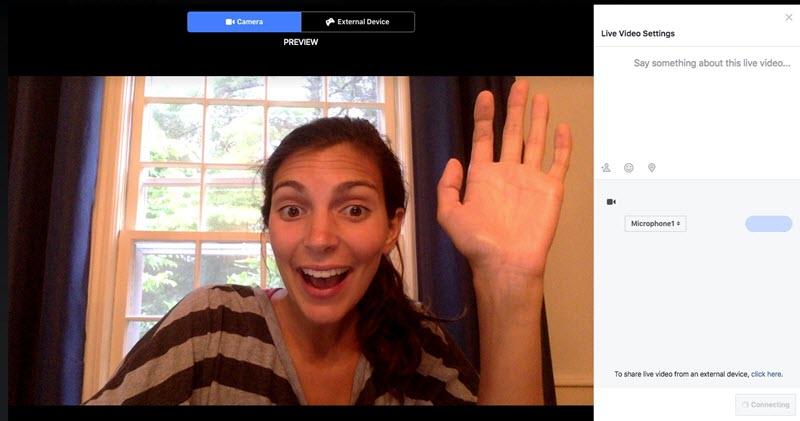 Camera
External Device
PREVIEW
Live Video Settings
Say something about this live video...
Microphone1
To share live video from an external device, click here.
Connecting